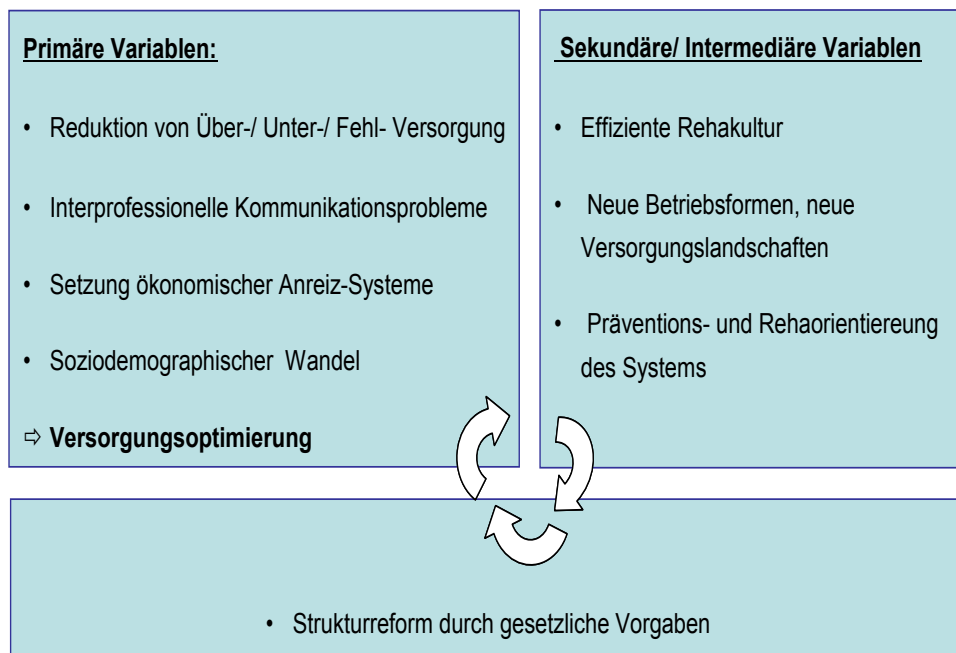 Primäre Variablen:
• Reduktion von Über-/ Unter-/ Fehl- Versorgung
• Interprofessionelle Kommunikationsprobleme
• Setzung ökonomischer Anreiz-Systeme
• Soziodemographischer Wandel
⇨ Versorgungsoptimierung
Sekundäre/ Intermediäre Variablen
• Effiziente Rehakultur
• Neue Betriebsformen, neue
Versorgungslandschaften
• Präventions- und Rehaorientiereung
des Systems
• Strukturreform durch gesetzliche Vorgaben